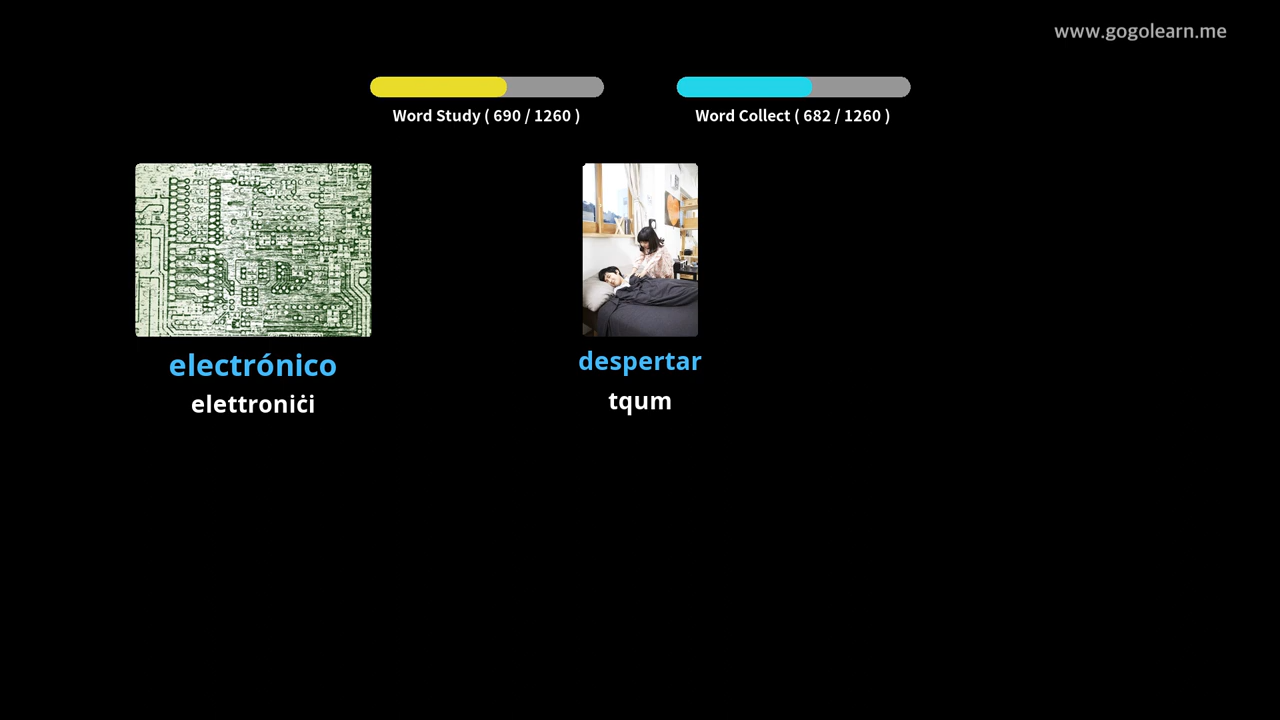 www.gogolearn.me
Word Study ( 690 / 1260 )
Word Collect ( 682 / 1260 )
electrónico
elettroniċi
despertar
tqum